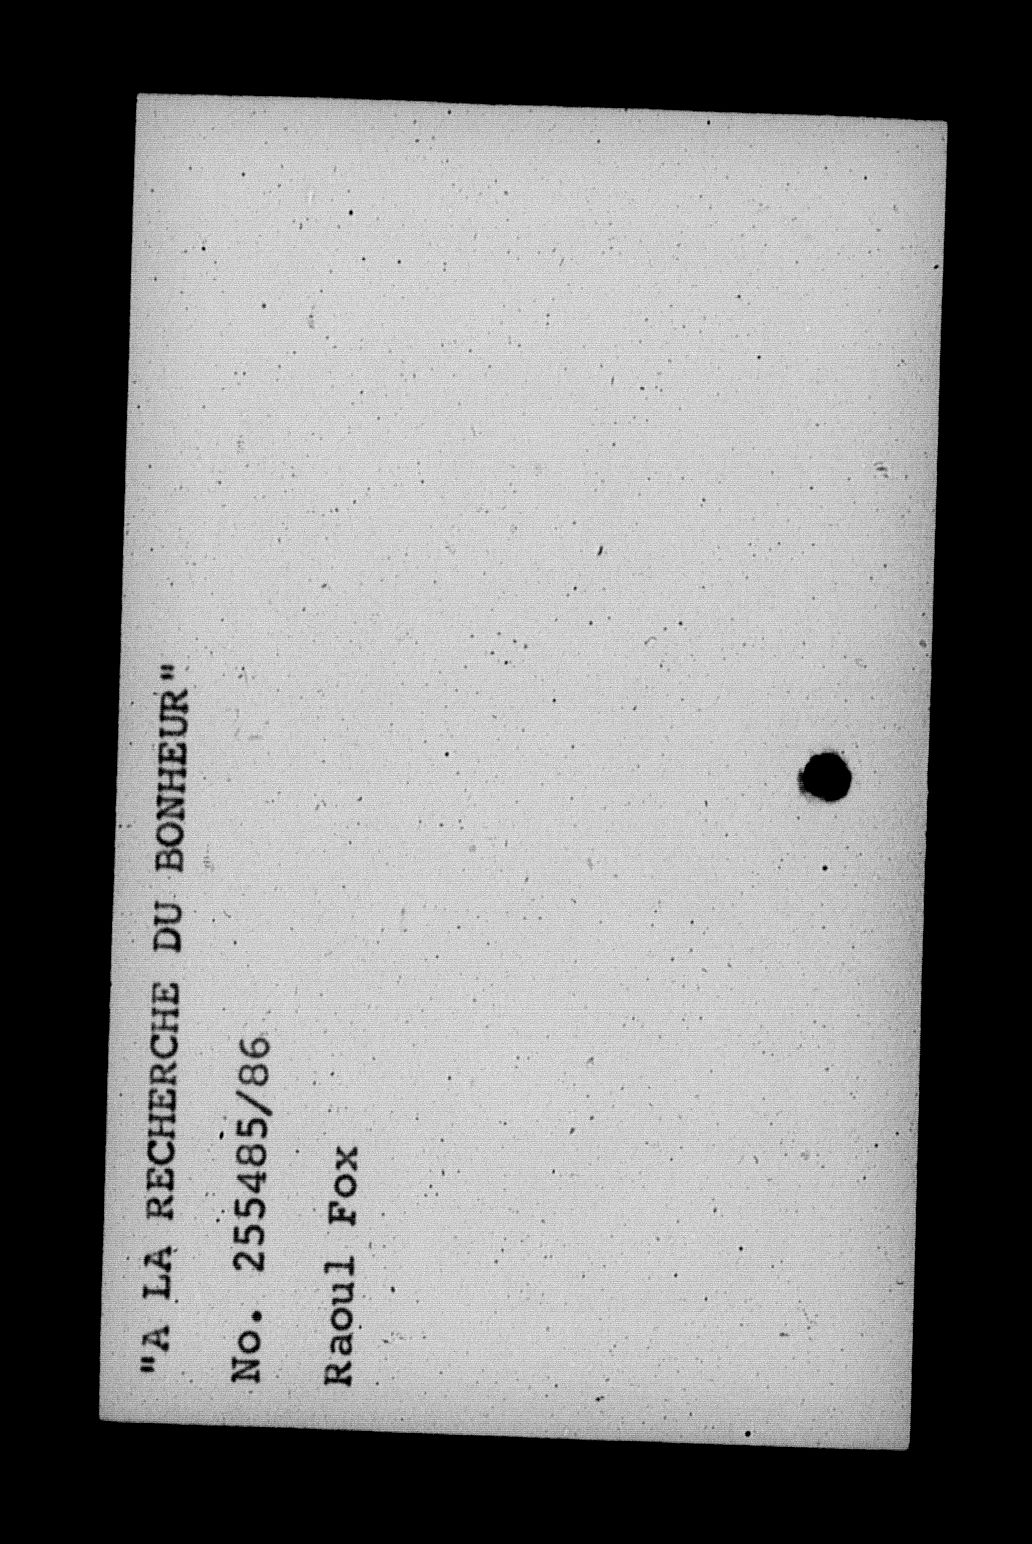 "A LA RECHERCHE DU BONHEUR"
No. 255485/86
Raoul Fox